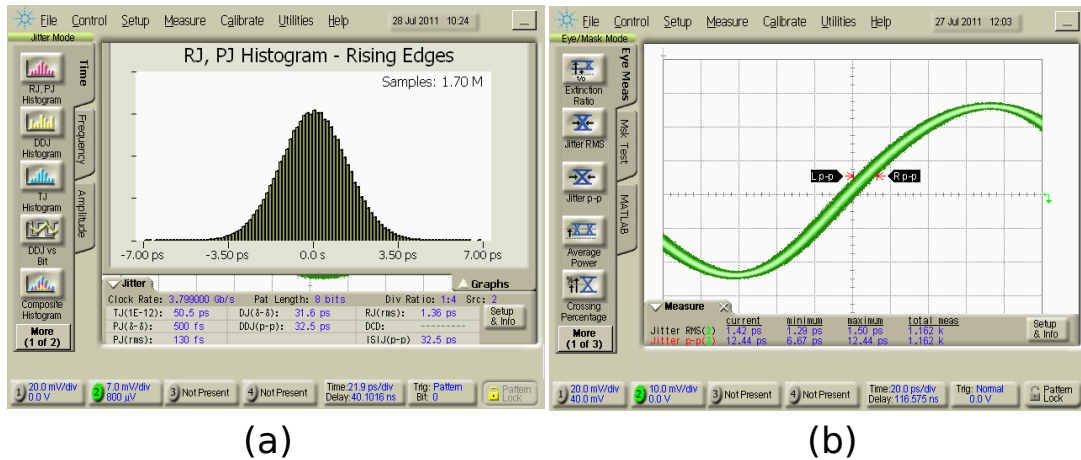 File Control Setup Measure Calibrate Utilities Help 28 Jul 2011 10:24
Jitter Mode
RJ, PJ Histogram
DDJ Histogram
TJ Histogram
DDJ vs Bit
Composite Histogram
More (1 of 2)
Time
Frequency
Amplitude
RJ, PJ Histogram - Rising Edges
Samples: 1.70 M
-7.00 ps -3.50 ps 0.0 s 3.50 ps 7.00 ps
Jitter Graphs
Clock Rate: 3.799000 Gb/s Pat Length: 8 bits Div Ratio: 1:4 Src: 2
TJ(1E-12): 50.5 ps DJ(δ-δ): 31.6 ps RJ(rms): 1.36 ps
PJ(δ-δ): 500 fs DDJ(p-p): 32.5 ps DCD: ---------
PJ(rms): 130 fs ISIJ(p-p) 32.5 ps
Setup & Info
1) 20.0 mV/div 0.0 V
2) 7.0 mV/div 800 µV
3) Not Present
4) Not Present
Time:21.9 ps/div Delay:40.1016 ns
Trig: Pattern Bit: 0
Pattern Lock
(a)
File Control Setup Measure Calibrate Utilities Help 27 Jul 2011 12:03
Eye/Mask Mode
Extinction Ratio
Jitter RMS
Jitter p-p
Average Power
Crossing Percentage
More (1 of 3)
Eye Meas
Msk Test
MATLAB
L p-p R p-p
Measure
current minimum maximum total meas
Jitter RMS(2) 1.42 ps 1.29 ps 1.50 ps 1.162 k
Jitter p-p(2) 12.44 ps 6.67 ps 12.44 ps 1.162 k
Setup & Info
1) 20.0 mV/div 40.0 mV
2) 10.0 mV/div 0.0 V
3) Not Present
4) Not Present
Time:20.0 ps/div Delay:116.575 ns
Trig: Normal 0.0 V
Pattern Lock
(b)